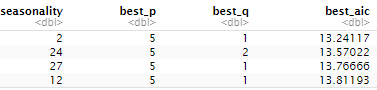 seasonality best_p best_q best_aic
<dbl> <dbl> <dbl> <dbl>
2 5 1 13.24117
24 5 2 13.57022
27 5 1 13.76666
12 5 1 13.81193